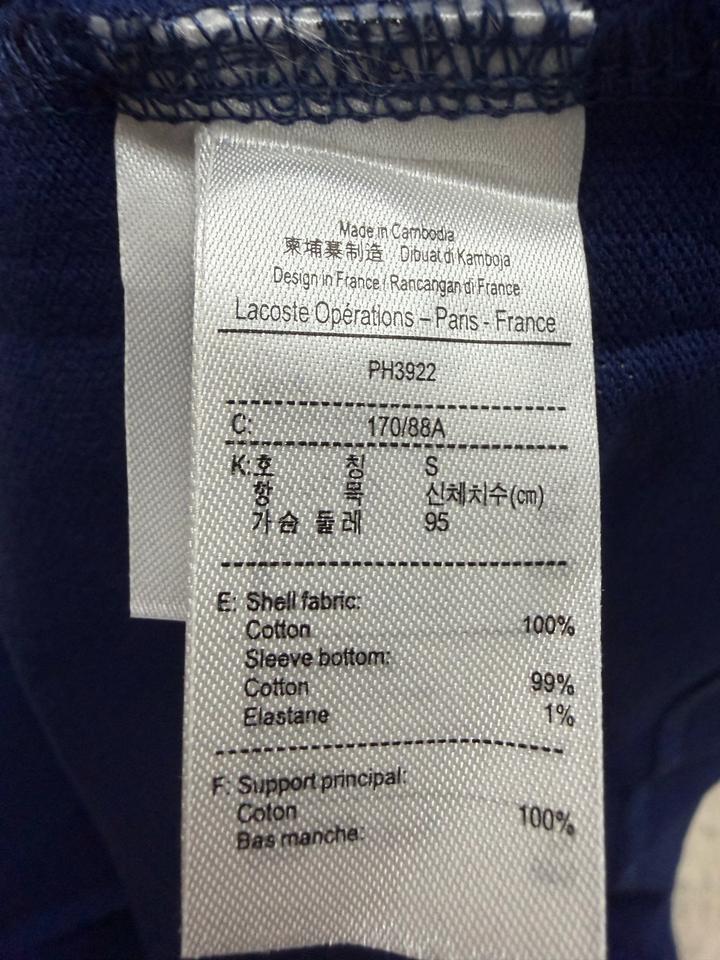 Made in Cambodia
柬埔寨制造 Dibuat di Kamboja
Design in France / Rancangan di France
Lacoste Opérations – Paris - France
PH3922
C: 170/88A
K: 호 칭 S
항 목 신체치수(cm)
가슴 둘레 95
E: Shell fabric:
Cotton 100%
Sleeve bottom:
Cotton 99%
Elastane 1%
F: Support principal:
Coton 100%
Bas manche: